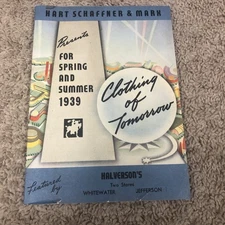 HART SCHAFFNER & MARX
Presents
FOR
SPRING
AND
SUMMER
1939
Clothing
of
Tomorrow
Featured
by
HALVERSON'S
Two Stores
WHITEWATER JEFFERSON